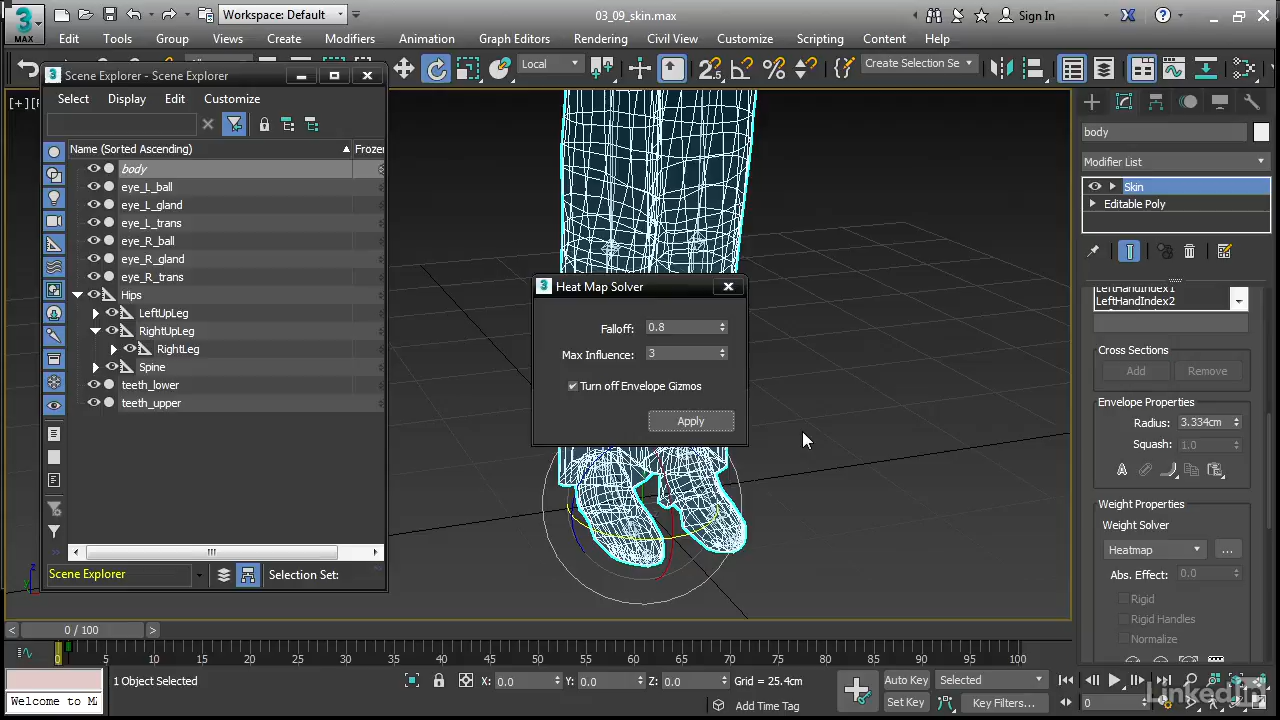 03_09_skin.max
Workspace: Default
Sign In
MAX
Edit Tools Group Views Create Modifiers Animation Graph Editors Rendering Civil View Customize Scripting Content Help
Local
Create Selection Se
Scene Explorer - Scene Explorer
Select Display Edit Customize
Name (Sorted Ascending)
Frozen
body
eye_L_ball
eye_L_gland
eye_L_trans
eye_R_ball
eye_R_gland
eye_R_trans
Hips
LeftUpLeg
RightUpLeg
RightLeg
Spine
teeth_lower
teeth_upper
Scene Explorer
Selection Set:
Heat Map Solver
Falloff: 0.8
Max Influence: 3
Turn off Envelope Gizmos
Apply
body
Modifier List
Skin
Editable Poly
LeftHandIndex1
LeftHandIndex2
Cross Sections
Add Remove
Envelope Properties
Radius: 3.334cm
Squash: 1.0
Weight Properties
Weight Solver
Heatmap ...
Abs. Effect: 0.0
Rigid
Rigid Handles
Normalize
0 / 100
0 5 10 15 20 25 30 35 40 45 50 55 60 65 70 75 80 85 90 95 100
1 Object Selected
X: 0.0 Y: 0.0 Z: 0.0 Grid = 25.4cm
Auto Key Selected
Welcome to MA
Add Time Tag
Set Key Key Filters... 0
Linked in